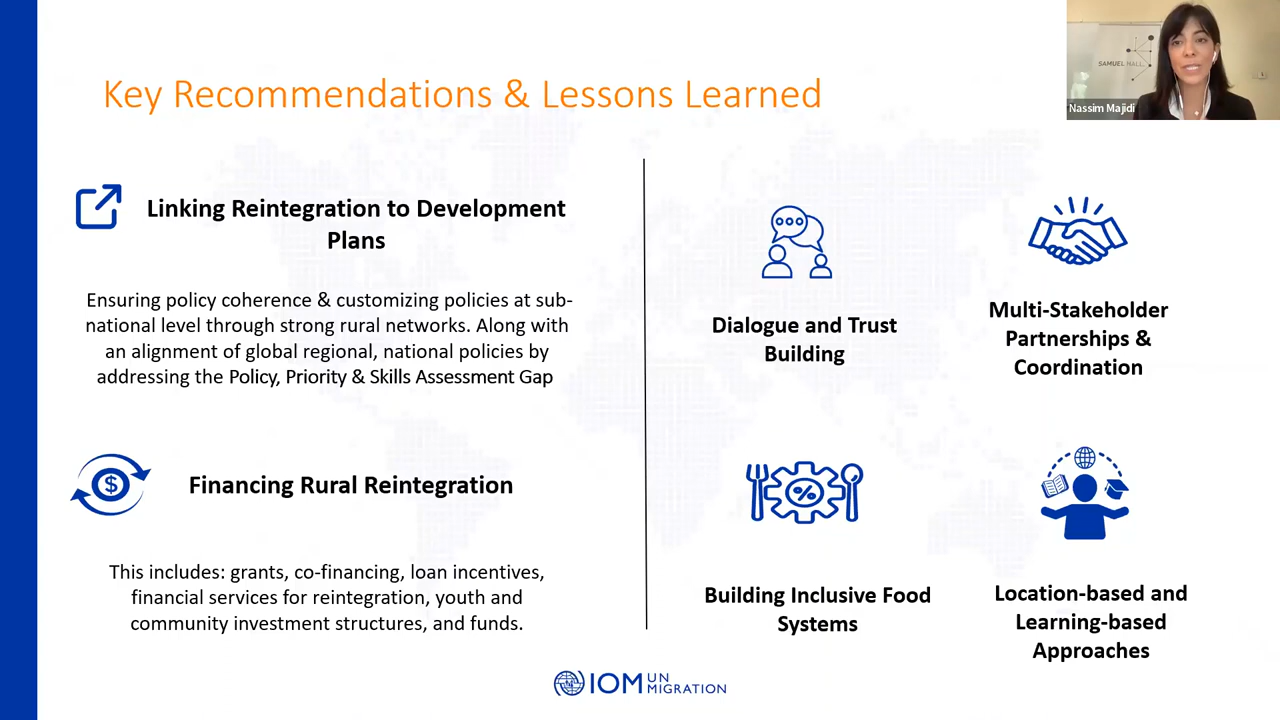 Key Recommendations & Lessons Learned
SAMUEL HALL.
Nassim Majidi
Linking Reintegration to Development
Plans
Ensuring policy coherence & customizing policies at sub-
national level through strong rural networks. Along with
an alignment of global regional, national policies by
addressing the Policy, Priority & Skills Assessment Gap
$
Financing Rural Reintegration
This includes: grants, co-financing, loan incentives,
financial services for reintegration, youth and
community investment structures, and funds.
Dialogue and Trust
Building
Multi-Stakeholder
Partnerships &
Coordination
%
Building Inclusive Food
Systems
Location-based and
Learning-based
Approaches
IOM UN MIGRATION